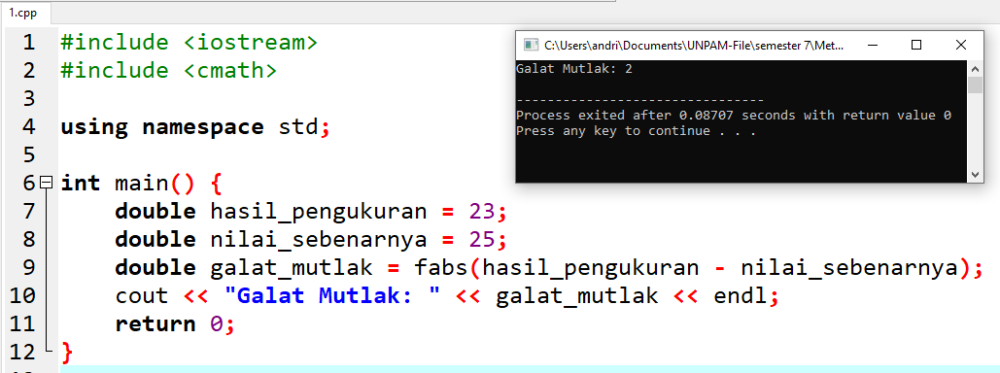 1.cpp
1 #include <iostream>
2 #include <cmath>
3
4 using namespace std;
5
6 int main() {
7 double hasil_pengukuran = 23;
8 double nilai_sebenarnya = 25;
9 double galat_mutlak = fabs(hasil_pengukuran - nilai_sebenarnya);
10 cout << "Galat Mutlak: " << galat_mutlak << endl;
11 return 0;
12 }
C:\Users\andri\Documents\UNPAM-File\semester 7\Met...
Galat Mutlak: 2
--------------------------------
Process exited after 0.08707 seconds with return value 0
Press any key to continue . . .